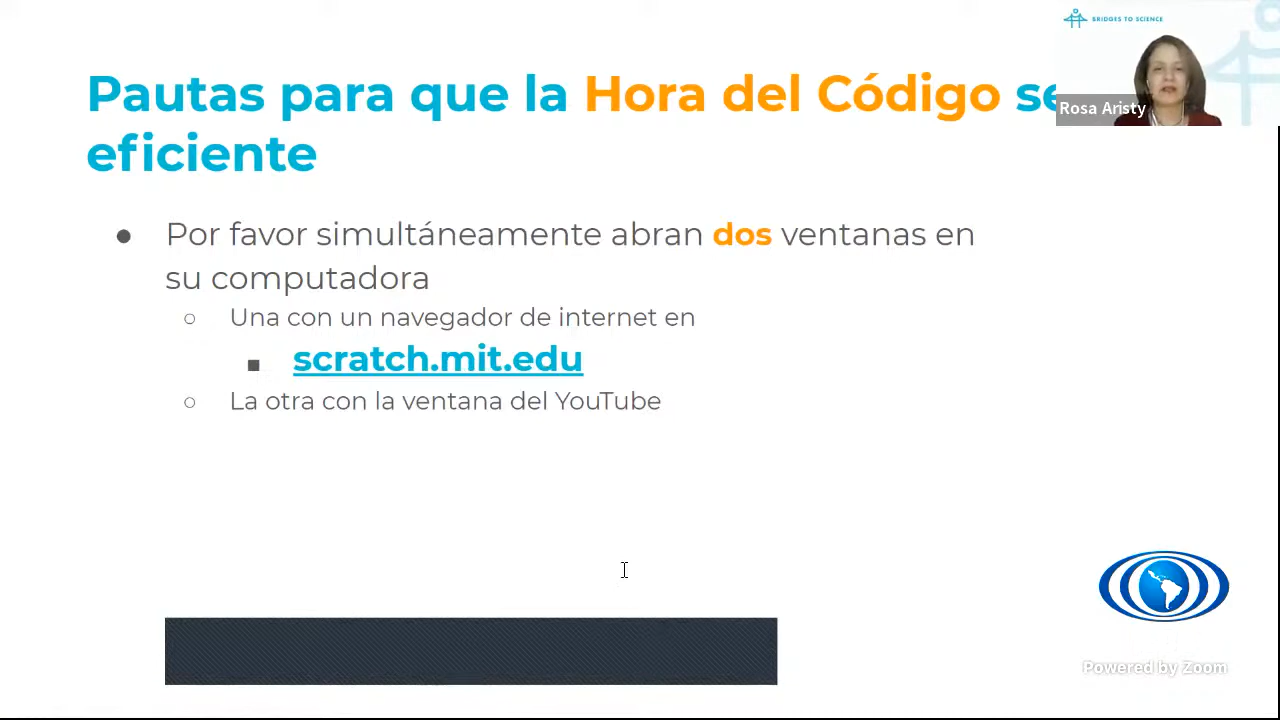 BRIDGES TO SCIENCE
Rosa Aristy
Pautas para que la Hora del Código se
eficiente
● Por favor simultáneamente abran dos ventanas en
su computadora
○ Una con un navegador de internet en
■ scratch.mit.edu
○ La otra con la ventana del YouTube
Powered by Zoom